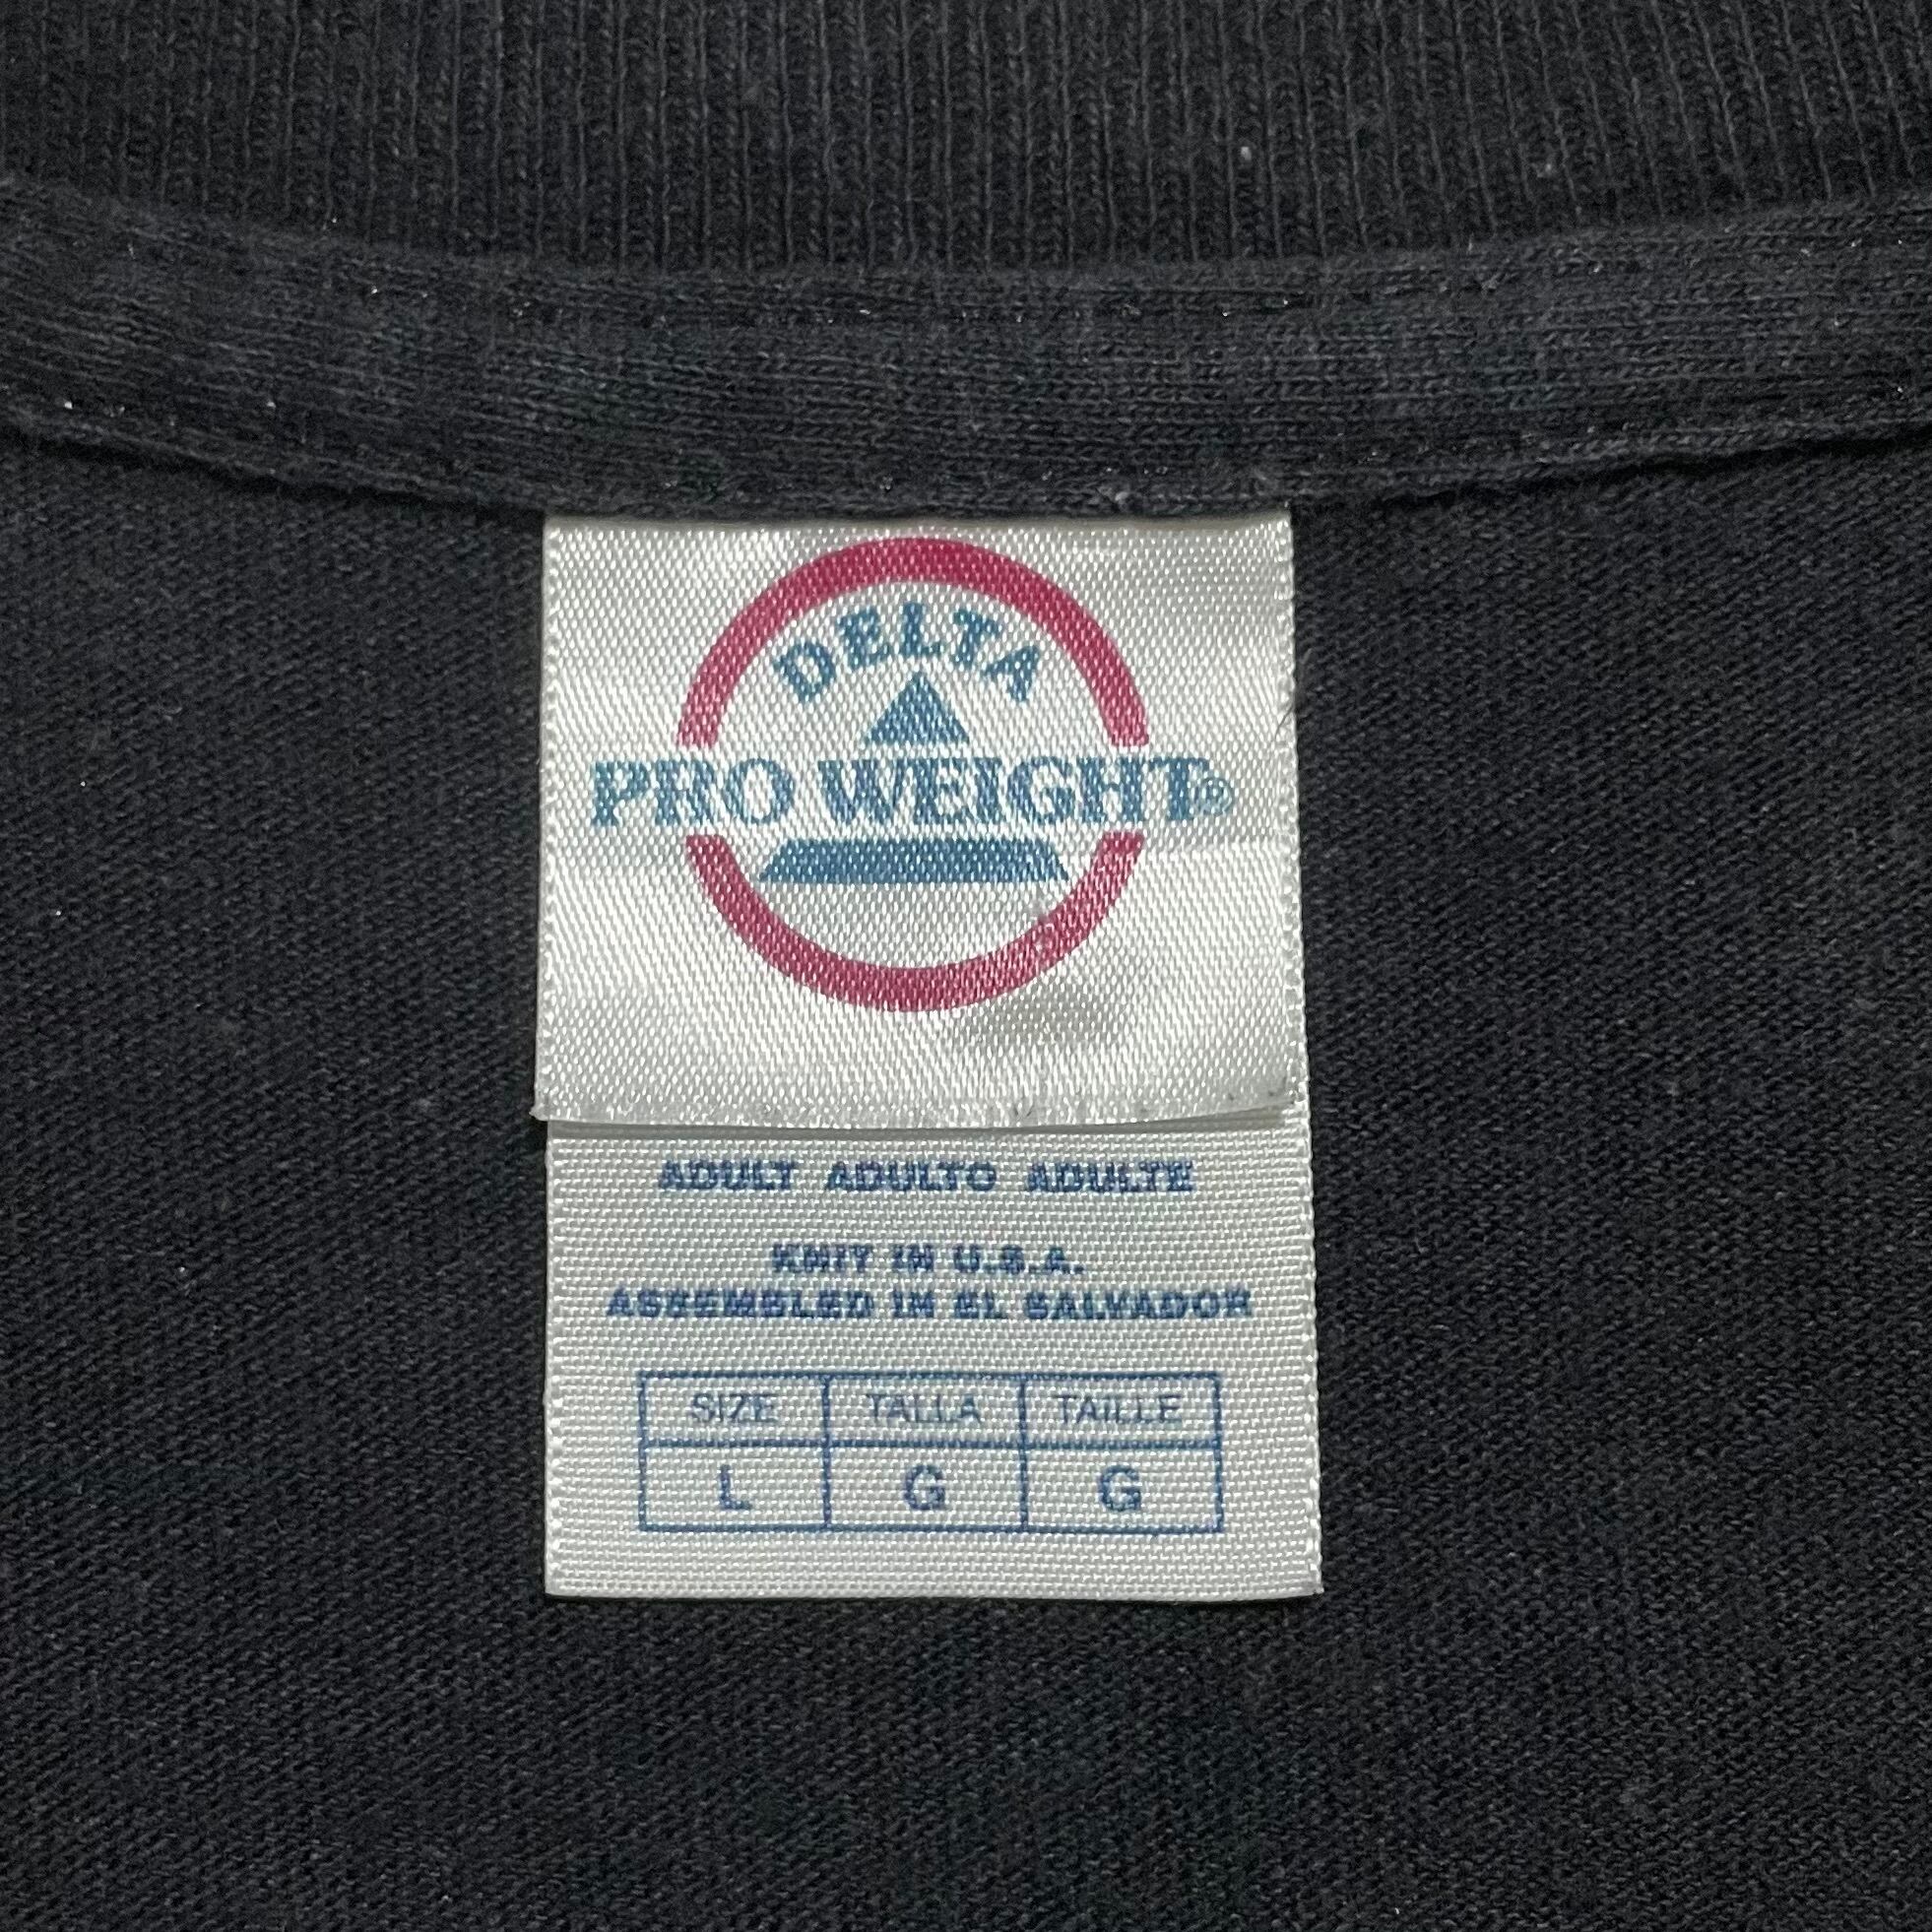 DELTA
PRO WEIGHT®
ADULT ADULTO ADULTE
KNIT IN U.S.A.
ASSEMBLED IN EL SALVADOR
SIZE TALLA TAILLE
L G G